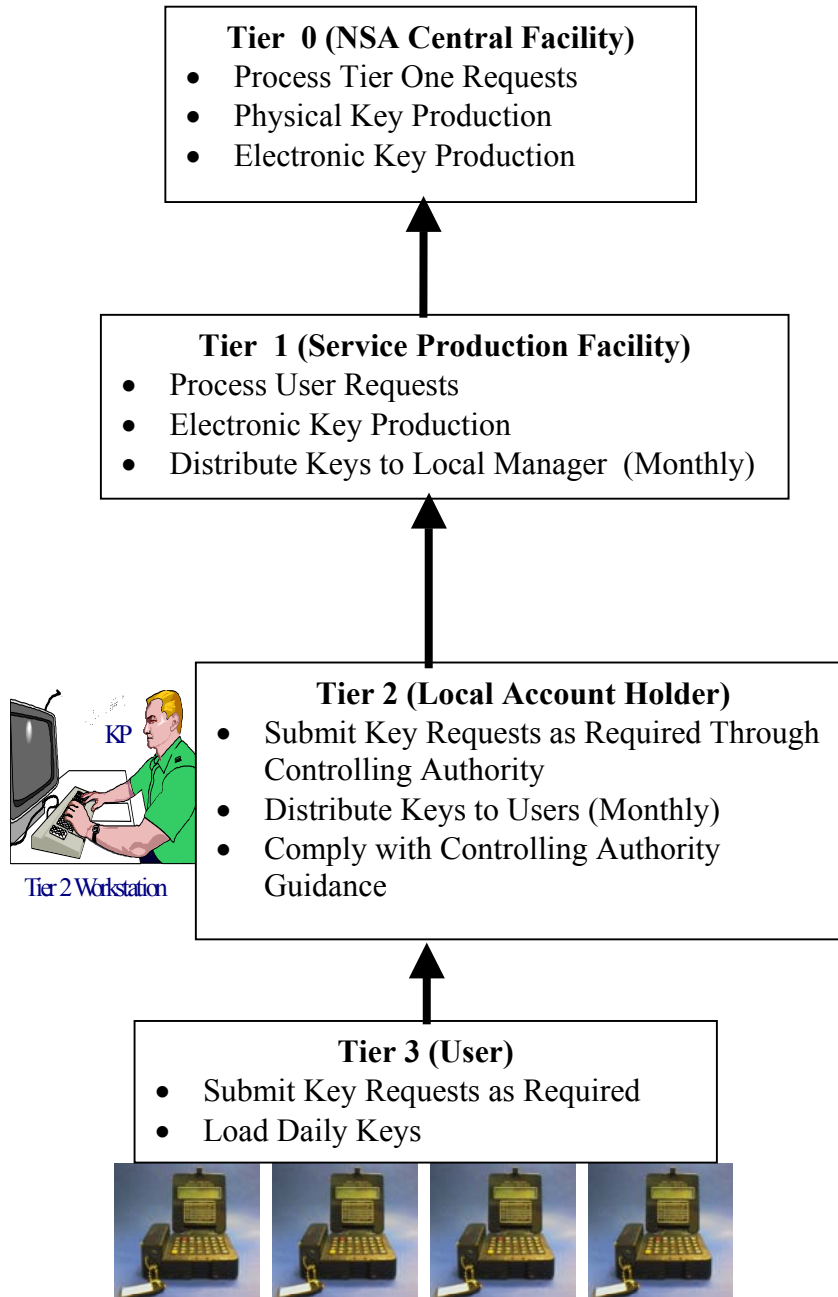 Tier 0 (NSA Central Facility)
• Process Tier One Requests
• Physical Key Production
• Electronic Key Production
Tier 1 (Service Production Facility)
• Process User Requests
• Electronic Key Production
• Distribute Keys to Local Manager (Monthly)
KP
Tier 2 Workstation
Tier 2 (Local Account Holder)
• Submit Key Requests as Required Through
Controlling Authority
• Distribute Keys to Users (Monthly)
• Comply with Controlling Authority
Guidance
Tier 3 (User)
• Submit Key Requests as Required
• Load Daily Keys